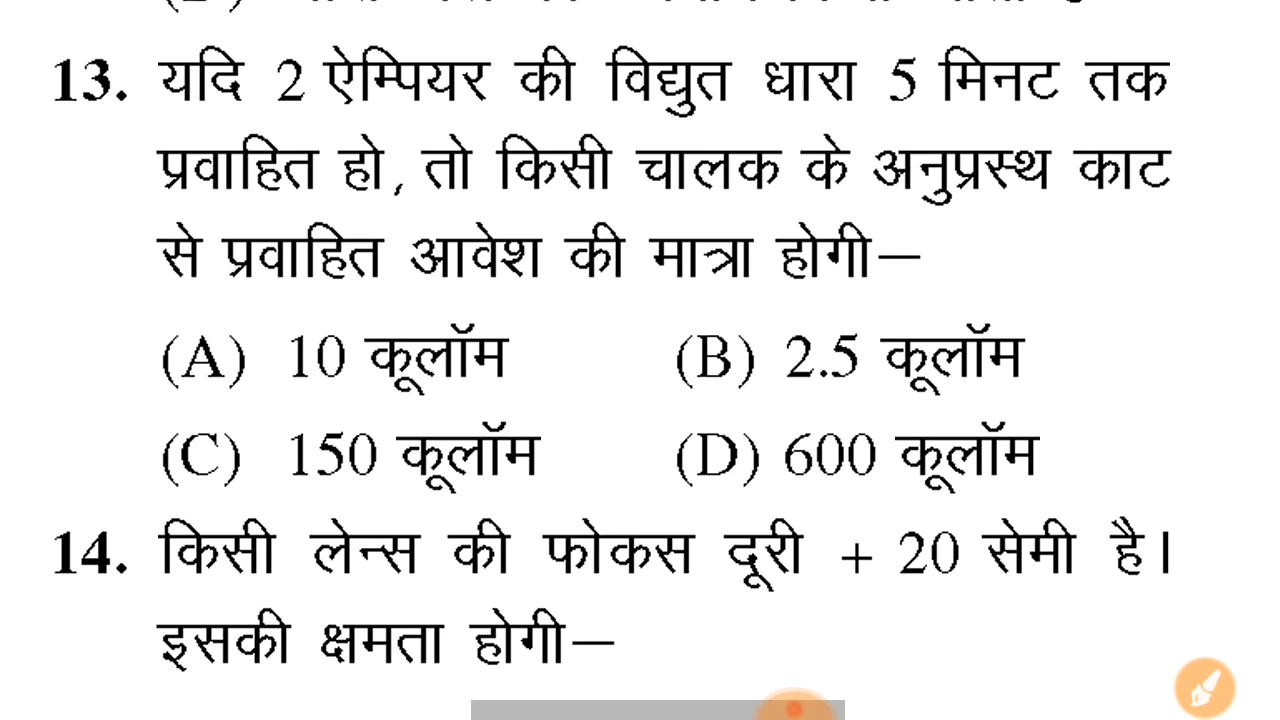 13. यदि 2 ऐम्पियर की विद्युत धारा 5 मिनट तक
प्रवाहित हो, तो किसी चालक के अनुप्रस्थ काट
से प्रवाहित आवेश की मात्रा होगी—
(A) 10 कूलॉम (B) 2.5 कूलॉम
(C) 150 कूलॉम (D) 600 कूलॉम
14. किसी लेन्स की फोकस दूरी + 20 सेमी है।
इसकी क्षमता होगी—